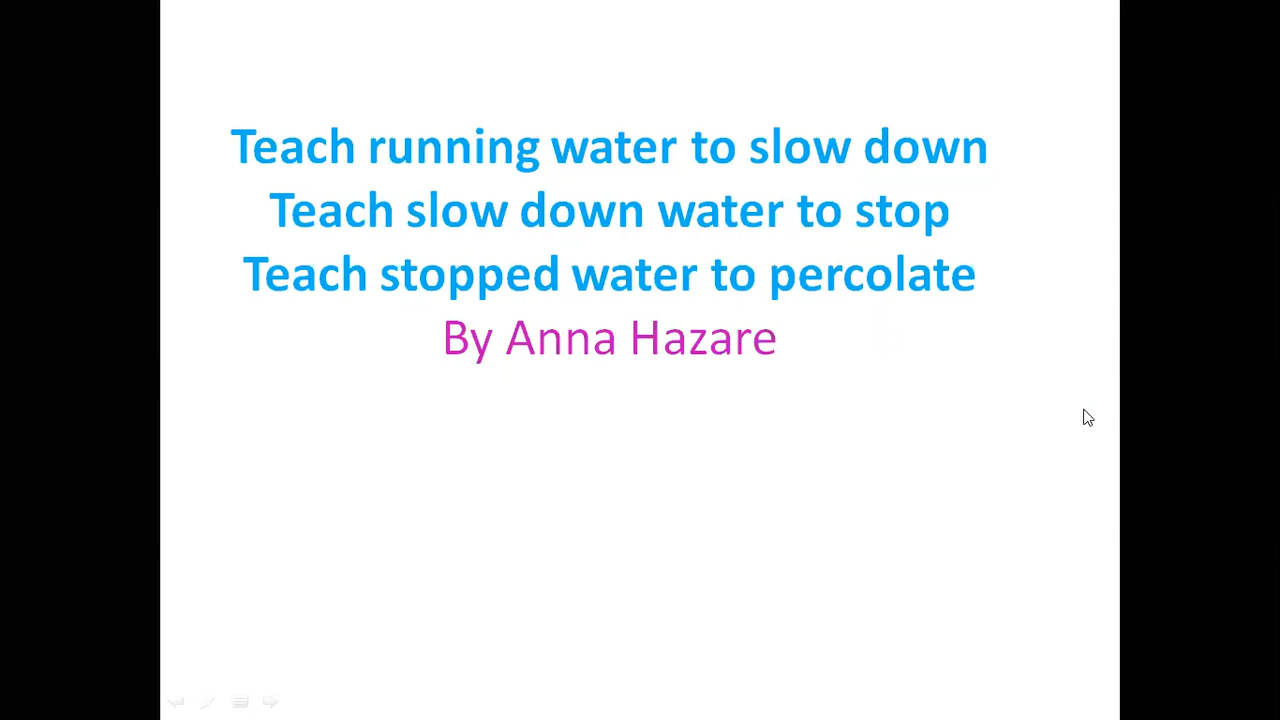 Teach running water to slow down
Teach slow down water to stop
Teach stopped water to percolate
By Anna Hazare